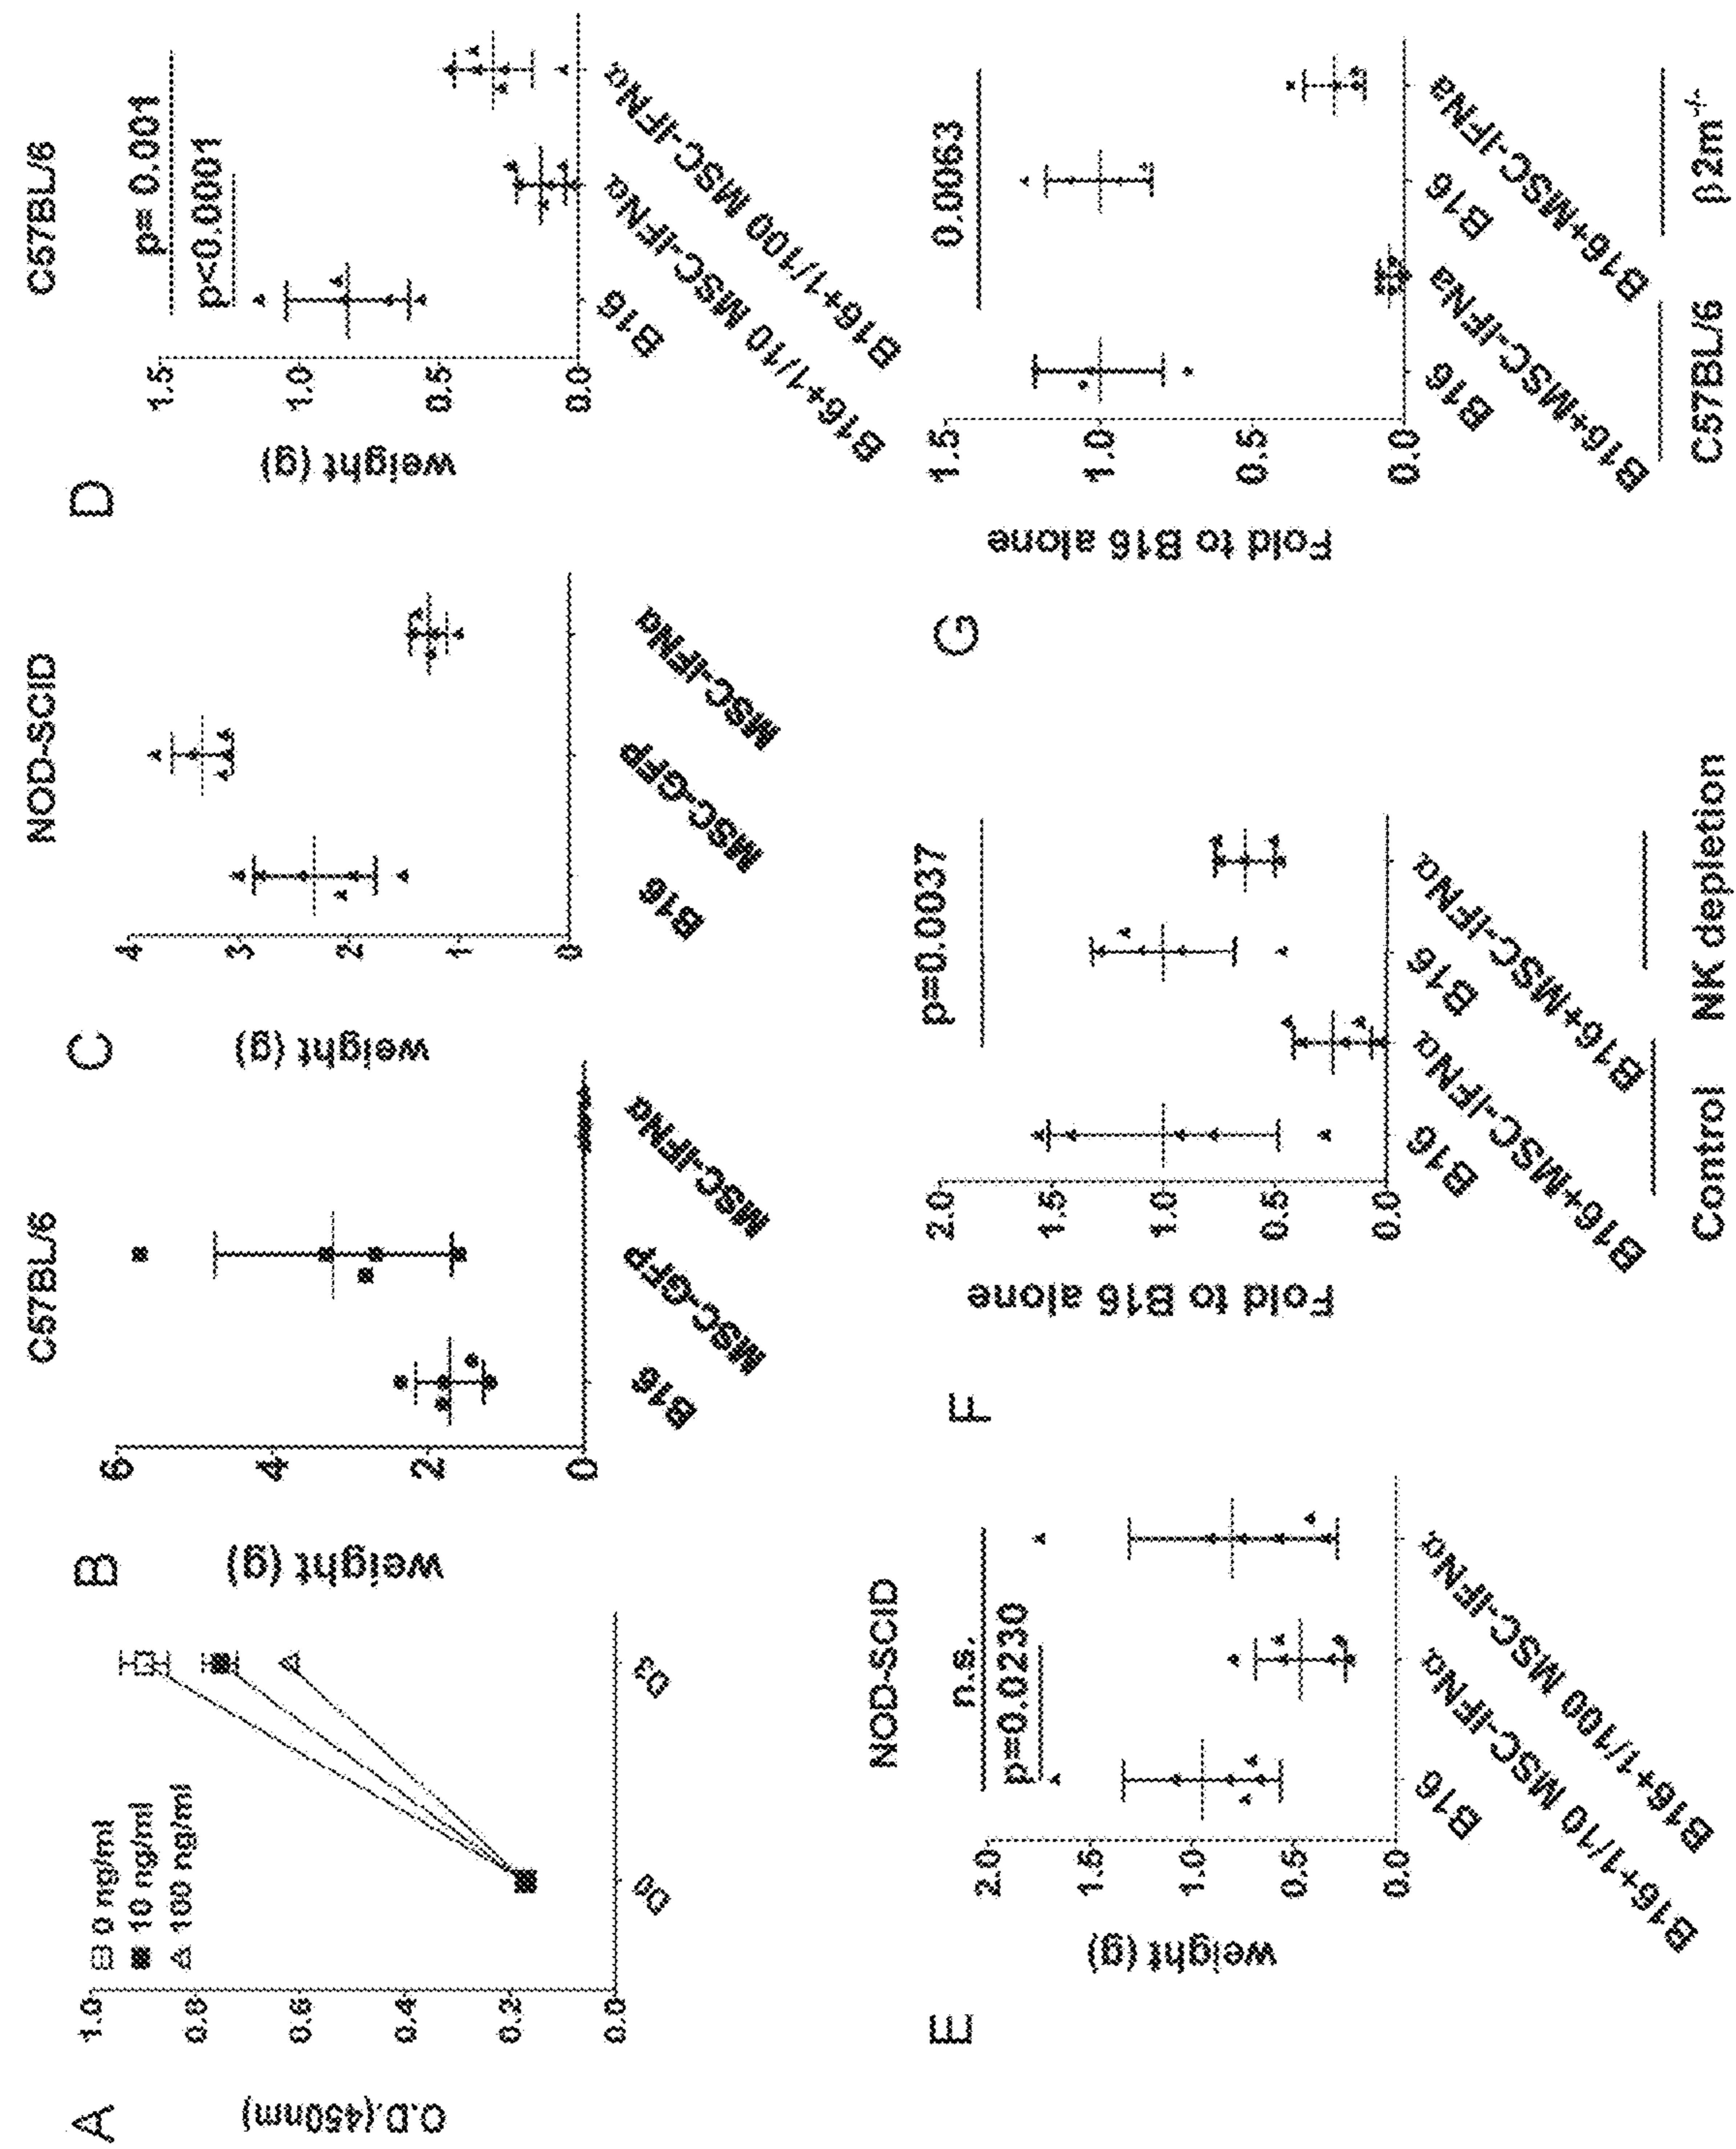 A
O.D.(450nm)
1.0
0.8
0.6
0.4
0.2
0.0
0 ng/ml
10 ng/ml
100 ng/ml
D0
D3
B
C57BL/6
Weight (g)
6
4
2
0
B16
MSC-GFP
MSC-IFNα
C
NOD-SCID
weight (g)
4
3
2
1
0
B16
MSC-GFP
MSC-IFNα
D
C57BL/6
weight (g)
p= 0.001
p<0.0001
1.5
1.0
0.5
0.0
B16
B16+1/10 MSC-IFNα
B16+1/100 MSC-IFNα
E
NOD-SCID
weight (g)
n.s.
p=0.0230
2.0
1.5
1.0
0.5
0.0
B16
B16+1/10 MSC-IFNα
B16+1/100 MSC-IFNα
F
Fold to B16 alone
p=0.0037
2.0
1.5
1.0
0.5
0.0
B16
B16+MSC-IFNα
B16
B16+MSC-IFNα
Control
NK depletion
G
Fold to B16 alone
0.0063
1.5
1.0
0.5
0.0
B16
B16+MSC-IFNa
B16
B16+MSC-IFNa
C57BL/6
β2m-/-